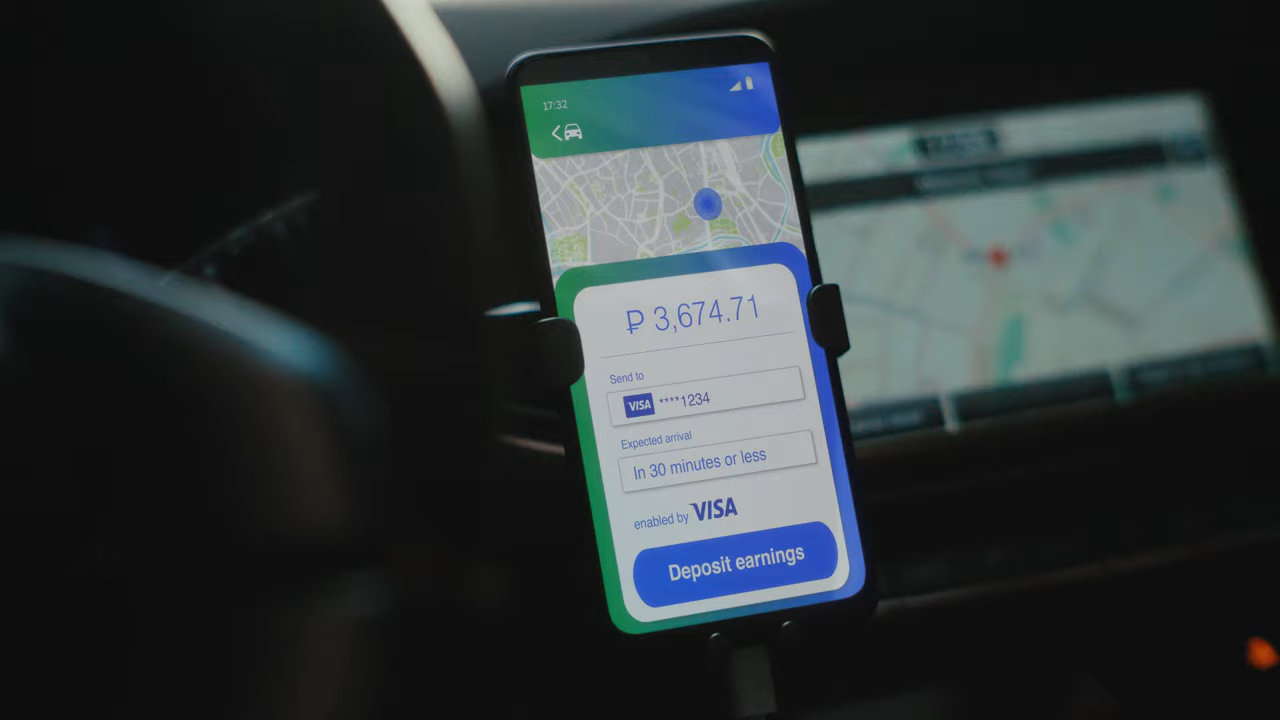 17:32
₽ 3,674.71
Send to
VISA ****1234
Expected arrival
In 30 minutes or less
enabled by VISA
Deposit earnings